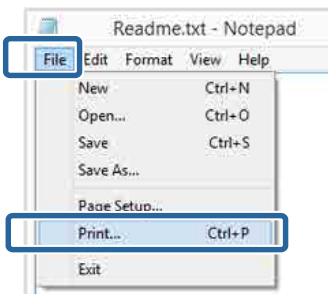 Readme.txt - Notepad
File Edit Format View Help
New Ctrl+N
Open... Ctrl+O
Save Ctrl+S
Save As...
Page Setup...
Print... Ctrl+P
Exit